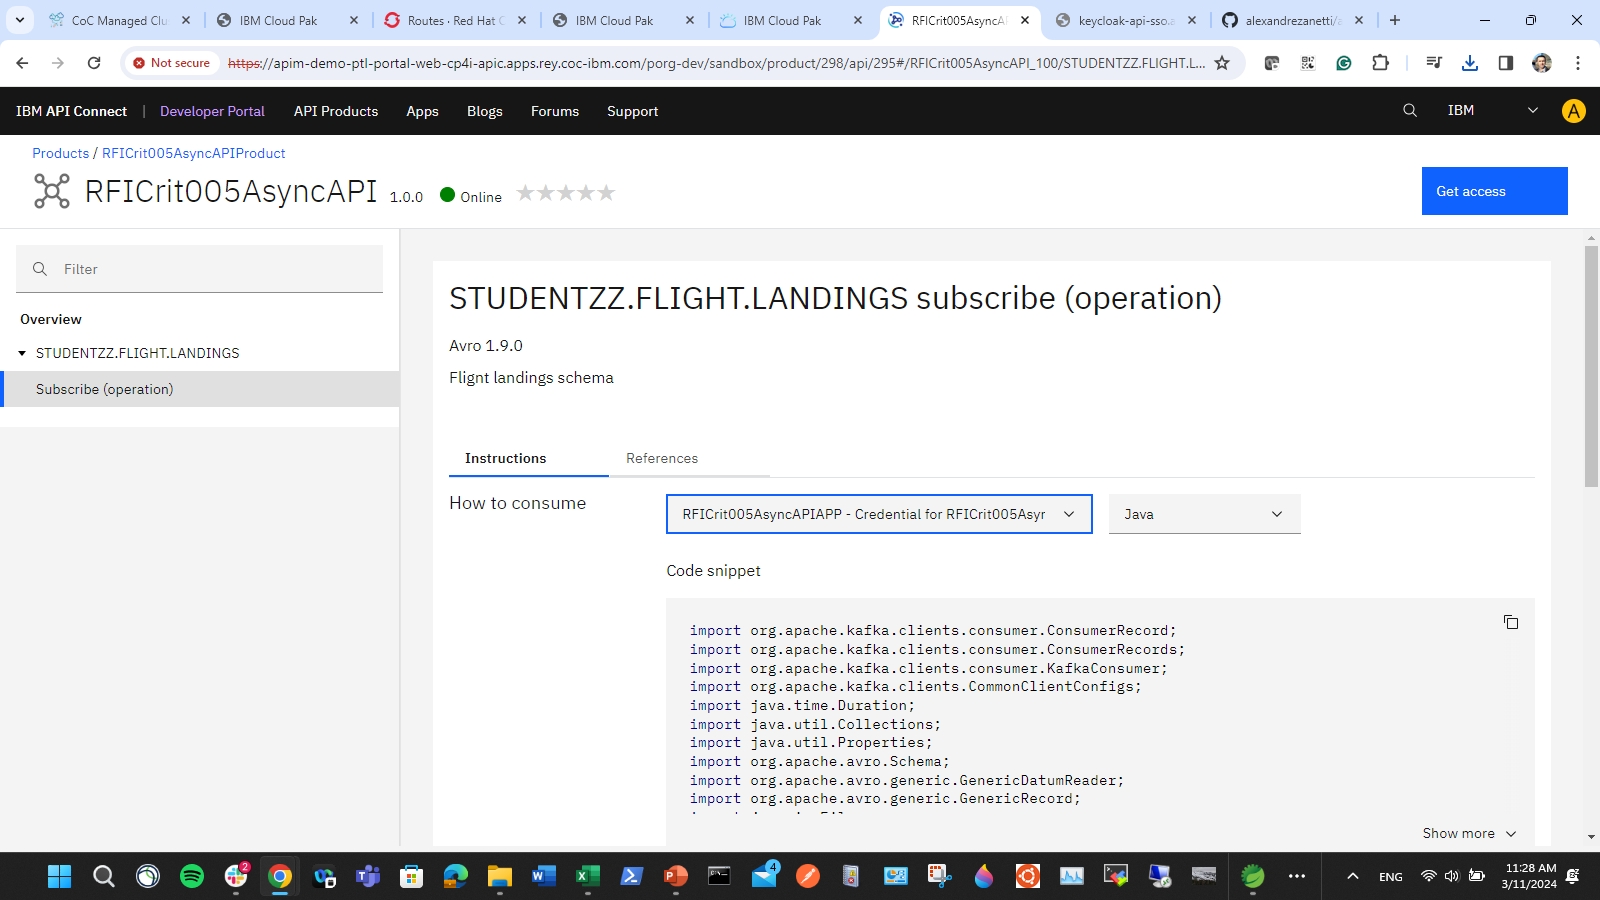 CoC Managed Clu
IBM Cloud Pak
Routes · Red Hat C
IBM Cloud Pak
IBM Cloud Pak
RFICrit005AsyncA
keycloak-api-sso.a
alexandrezanetti/a
Not secure
https://apim-demo-ptl-portal-web-cp4i-apic.apps.rey.coc-ibm.com/porg-dev/sandbox/product/298/api/295#/RFICrit005AsyncAPI_100/STUDENTZZ.FLIGHT.L...
IBM API Connect | Developer Portal API Products Apps Blogs Forums Support
IBM
A
Products / RFICrit005AsyncAPIProduct
RFICrit005AsyncAPI 1.0.0 Online
Get access
Filter
Overview
STUDENTZZ.FLIGHT.LANDINGS
Subscribe (operation)
STUDENTZZ.FLIGHT.LANDINGS subscribe (operation)
Avro 1.9.0
Flignt landings schema
Instructions References
How to consume
RFICrit005AsyncAPIAPP - Credential for RFICrit005Asyr
Java
Code snippet
import org.apache.kafka.clients.consumer.ConsumerRecord;
import org.apache.kafka.clients.consumer.ConsumerRecords;
import org.apache.kafka.clients.consumer.KafkaConsumer;
import org.apache.kafka.clients.CommonClientConfigs;
import java.time.Duration;
import java.util.Collections;
import java.util.Properties;
import org.apache.avro.Schema;
import org.apache.avro.generic.GenericDatumReader;
import org.apache.avro.generic.GenericRecord;
Show more
2
4
ENG
11:28 AM
3/11/2024